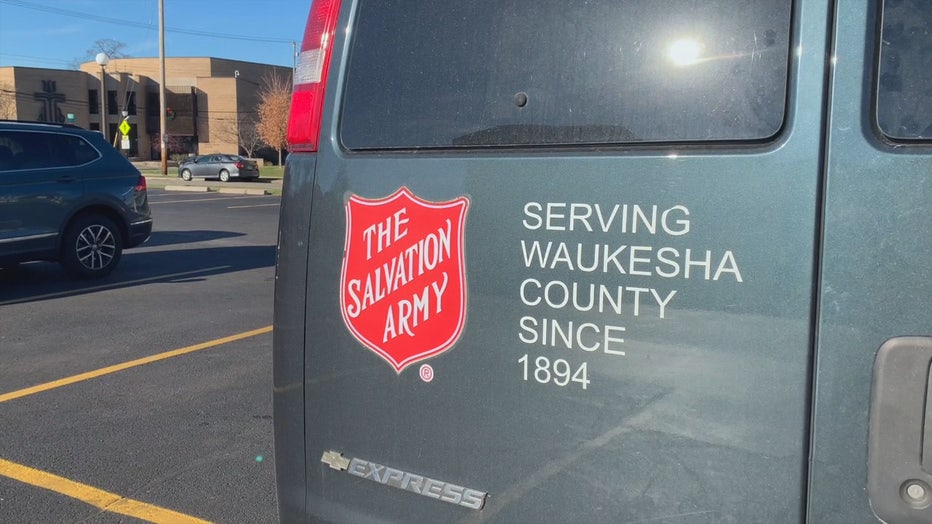 THE
SALVATION
ARMY
®
SERVING
WAUKESHA
COUNTY
SINCE
1894
EXPRESS